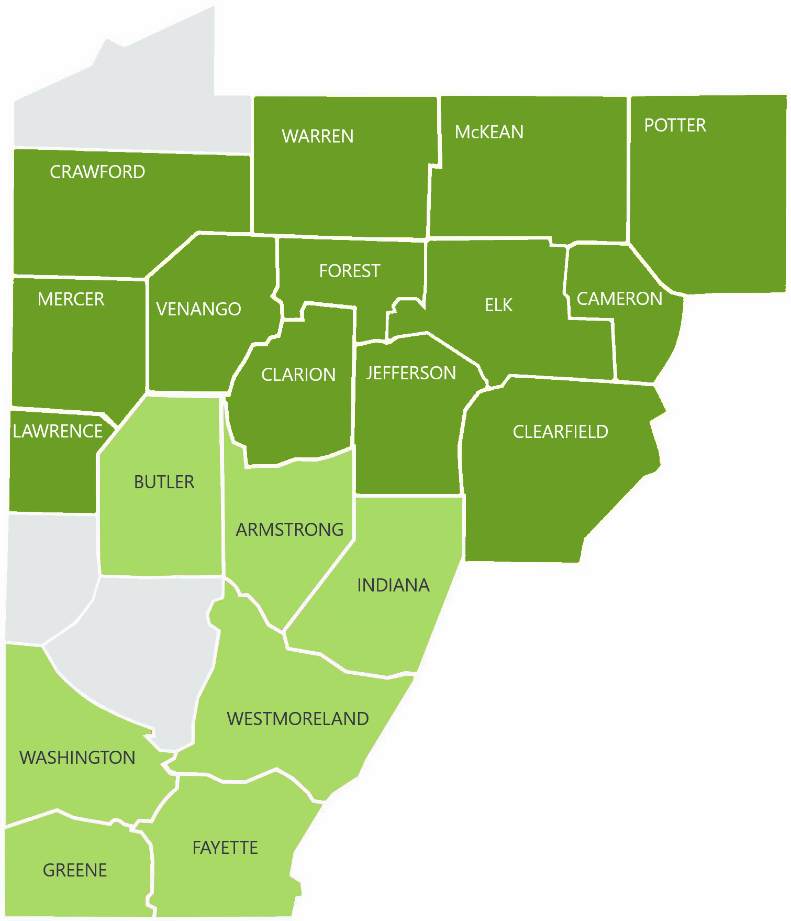 WARREN
McKEAN
POTTER
CRAWFORD
FOREST
MERCER
VENANGO
ELK
CAMERON
CLARION
JEFFERSON
LAWRENCE
CLEARFIELD
BUTLER
ARMSTRONG
INDIANA
WESTMORELAND
WASHINGTON
FAYETTE
GREENE